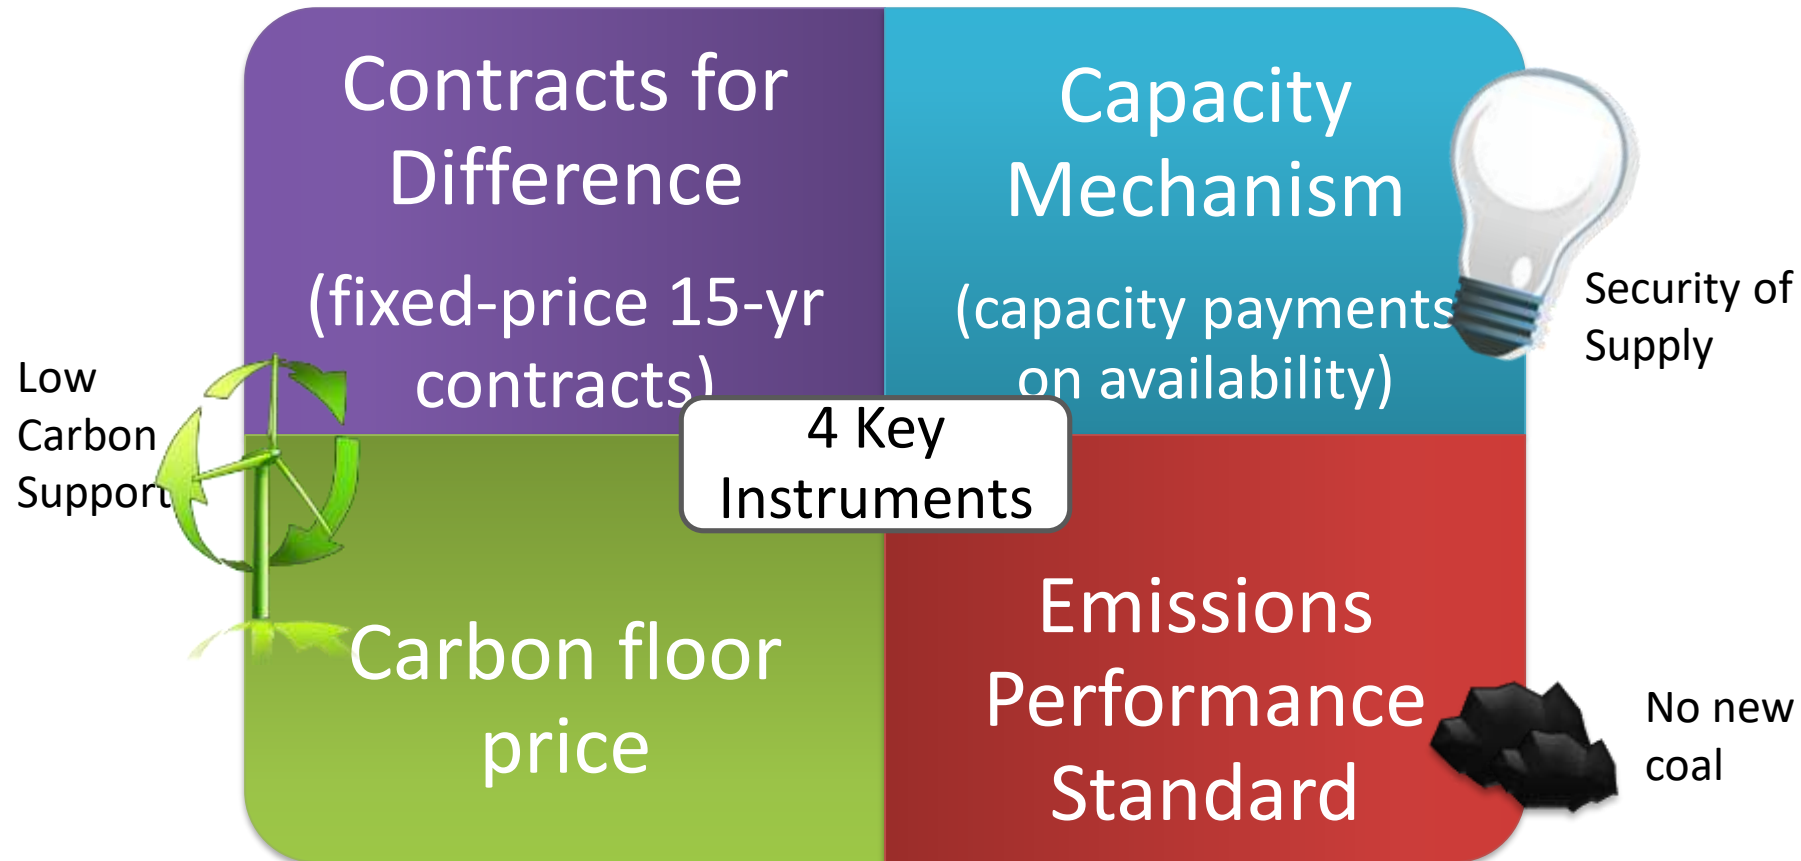 Contracts for
Difference
(fixed-price 15-yr
contracts)
Capacity
Mechanism
(capacity payments
on availability)
Security of
Supply
Low
Carbon
Support
4 Key
Instruments
Carbon floor
price
Emissions
Performance
Standard
No new
coal